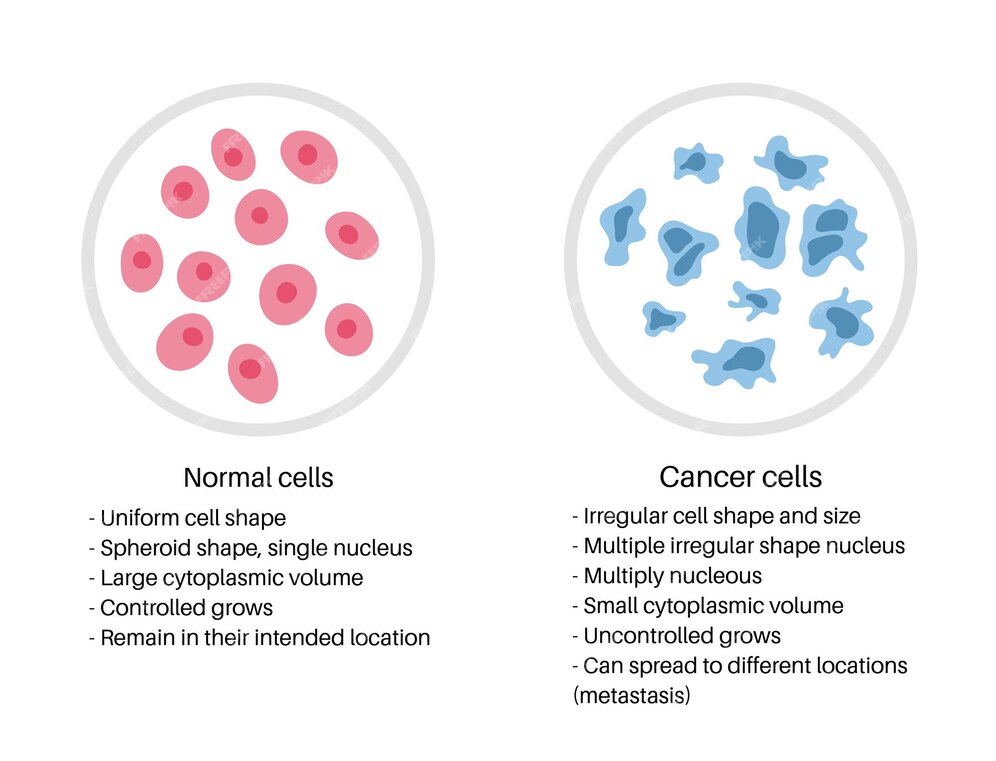 Normal cells
- Uniform cell shape
- Spheroid shape, single nucleus
- Large cytoplasmic volume
- Controlled grows
- Remain in their intended location
Cancer cells
- Irregular cell shape and size
- Multiple irregular shape nucleus
- Multiply nucleous
- Small cytoplasmic volume
- Uncontrolled grows
- Can spread to different locations
(metastasis)